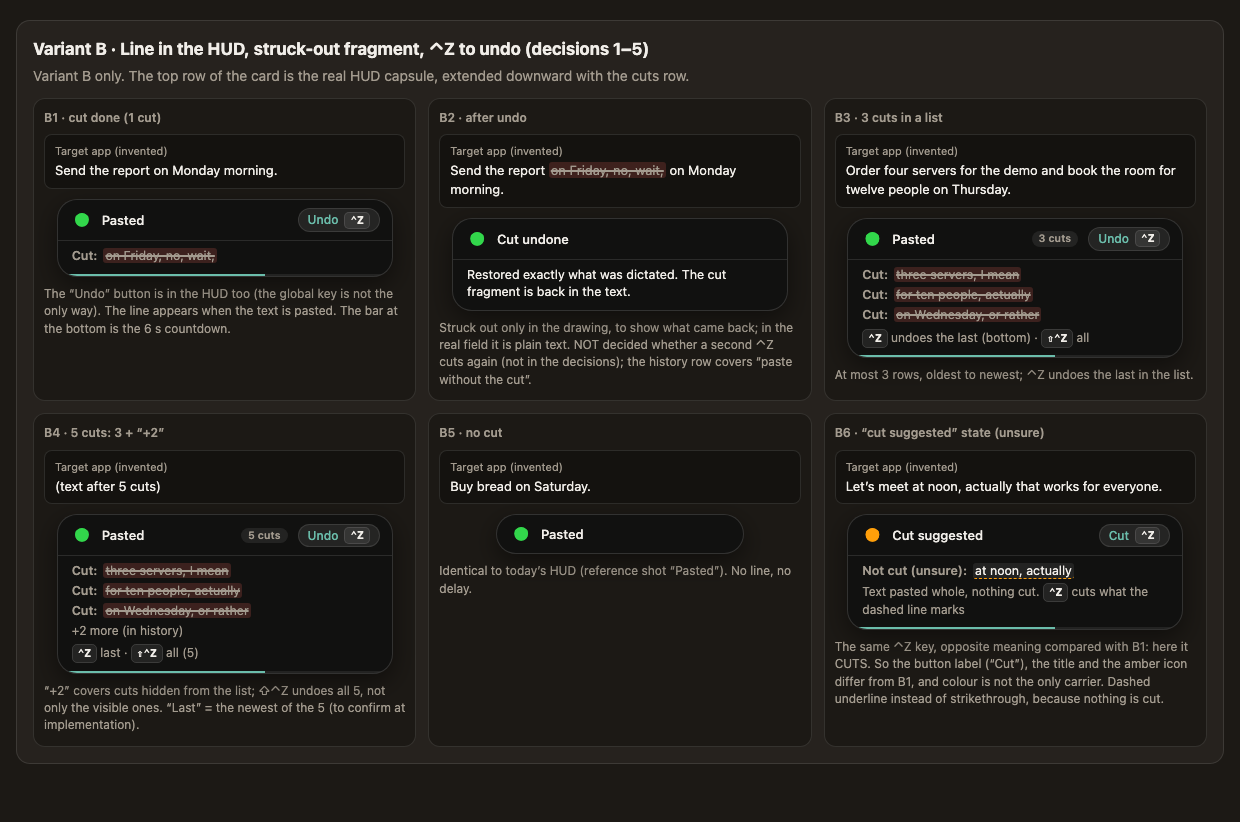 Variant B · Line in the HUD, struck-out fragment, ^Z to undo (decisions 1–5)
Variant B only. The top row of the card is the real HUD capsule, extended downward with the cuts row.
B1 · cut done (1 cut)
Target app (invented)
Send the report on Monday morning.
Pasted
Undo ^Z
Cut: on Friday, no, wait,
The “Undo” button is in the HUD too (the global key is not the
only way). The line appears when the text is pasted. The bar at
the bottom is the 6 s countdown.
B2 · after undo
Target app (invented)
Send the report on Friday, no, wait, on Monday
morning.
Cut undone
Restored exactly what was dictated. The cut
fragment is back in the text.
Struck out only in the drawing, to show what came back; in the
real field it is plain text. NOT decided whether a second ^Z
cuts again (not in the decisions); the history row covers “paste
without the cut”.
B3 · 3 cuts in a list
Target app (invented)
Order four servers for the demo and book the room for
twelve people on Thursday.
Pasted
3 cuts
Undo ^Z
Cut: three servers, I mean
Cut: for ten people, actually
Cut: on Wednesday, or rather
^Z undoes the last (bottom) · ⇧^Z all
At most 3 rows, oldest to newest; ^Z undoes the last in the list.
B4 · 5 cuts: 3 + “+2”
Target app (invented)
(text after 5 cuts)
Pasted
5 cuts
Undo ^Z
Cut: three servers, I mean
Cut: for ten people, actually
Cut: on Wednesday, or rather
+2 more (in history)
^Z last · ⇧^Z all (5)
“+2” covers cuts hidden from the list; ⇧^Z undoes all 5, not
only the visible ones. “Last” = the newest of the 5 (to confirm at
implementation).
B5 · no cut
Target app (invented)
Buy bread on Saturday.
Pasted
Identical to today’s HUD (reference shot “Pasted”). No line, no
delay.
B6 · “cut suggested” state (unsure)
Target app (invented)
Let’s meet at noon, actually that works for everyone.
Cut suggested
Cut ^Z
Not cut (unsure): at noon, actually
Text pasted whole, nothing cut. ^Z cuts what the
dashed line marks
The same ^Z key, opposite meaning compared with B1: here it
CUTS. So the button label (“Cut”), the title and the amber icon
differ from B1, and colour is not the only carrier. Dashed
underline instead of strikethrough, because nothing is cut.